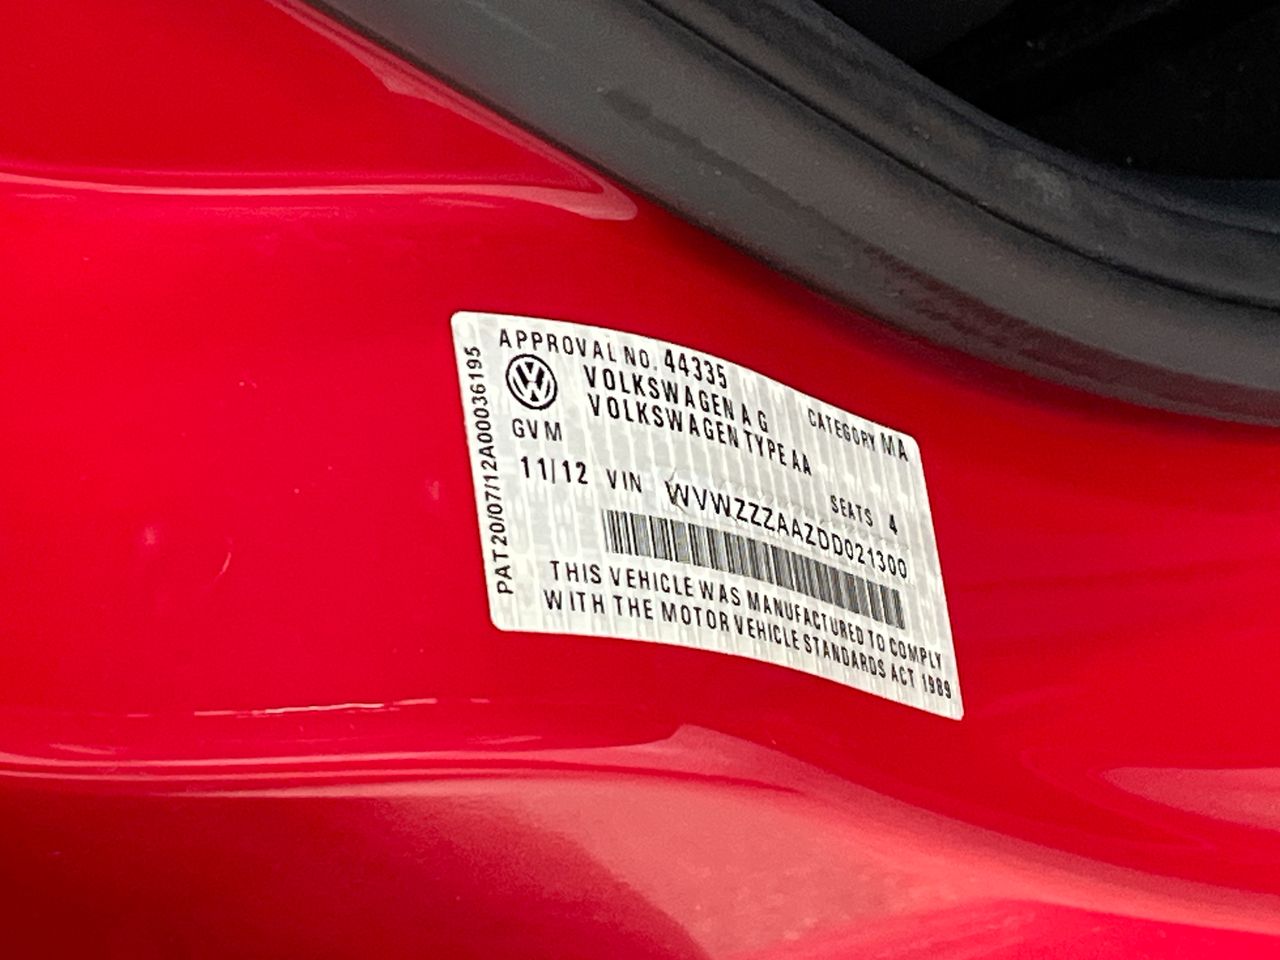 APPROVAL NO. 44335
CATEGORY MA
VOLKSWAGEN A G
VOLKSWAGEN TYPE AA
GVM
SEATS 4
11/12 VIN WVWZZZAAZDD021300
THIS VEHICLE WAS MANUFACTURED TO COMPLY
WITH THE MOTOR VEHICLE STANDARDS ACT 1989
PAT20/07/12A00036195